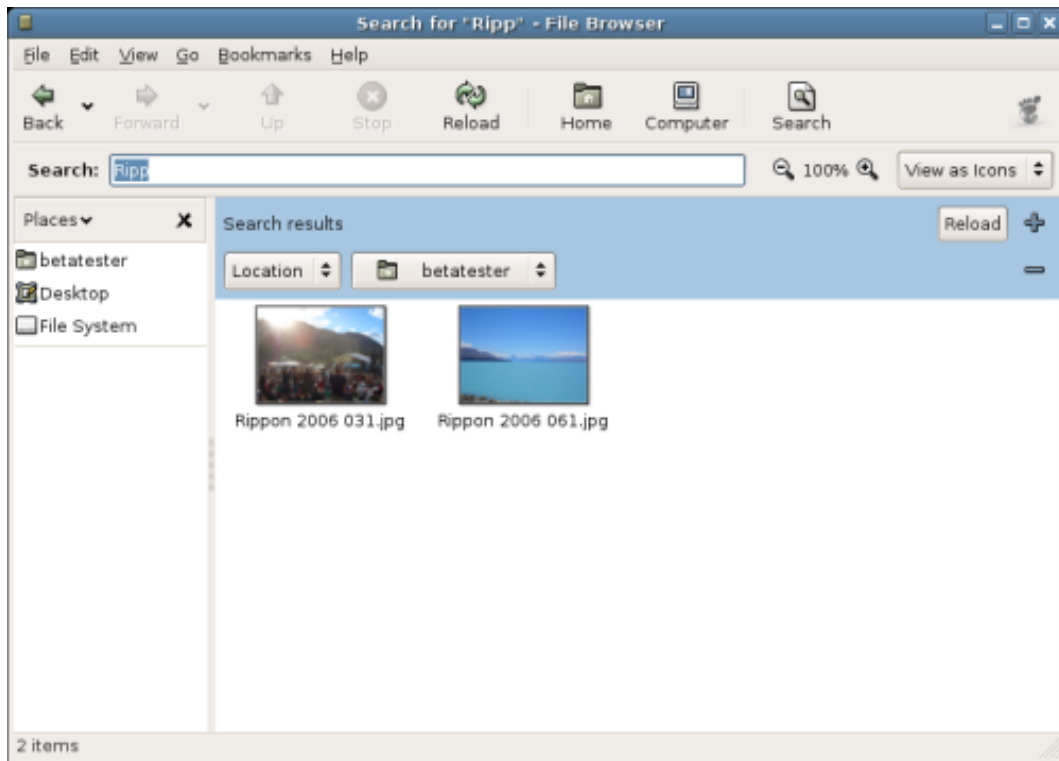 Search for "Ripp" - File Browser
File Edit View Go Bookmarks Help
Back Forward Up Stop Reload Home Computer Search
Search: Ripp 100% View as Icons
Places Search results Reload
betatester Location betatester
Desktop
File System
Rippon 2006 031.jpg Rippon 2006 061.jpg
2 items